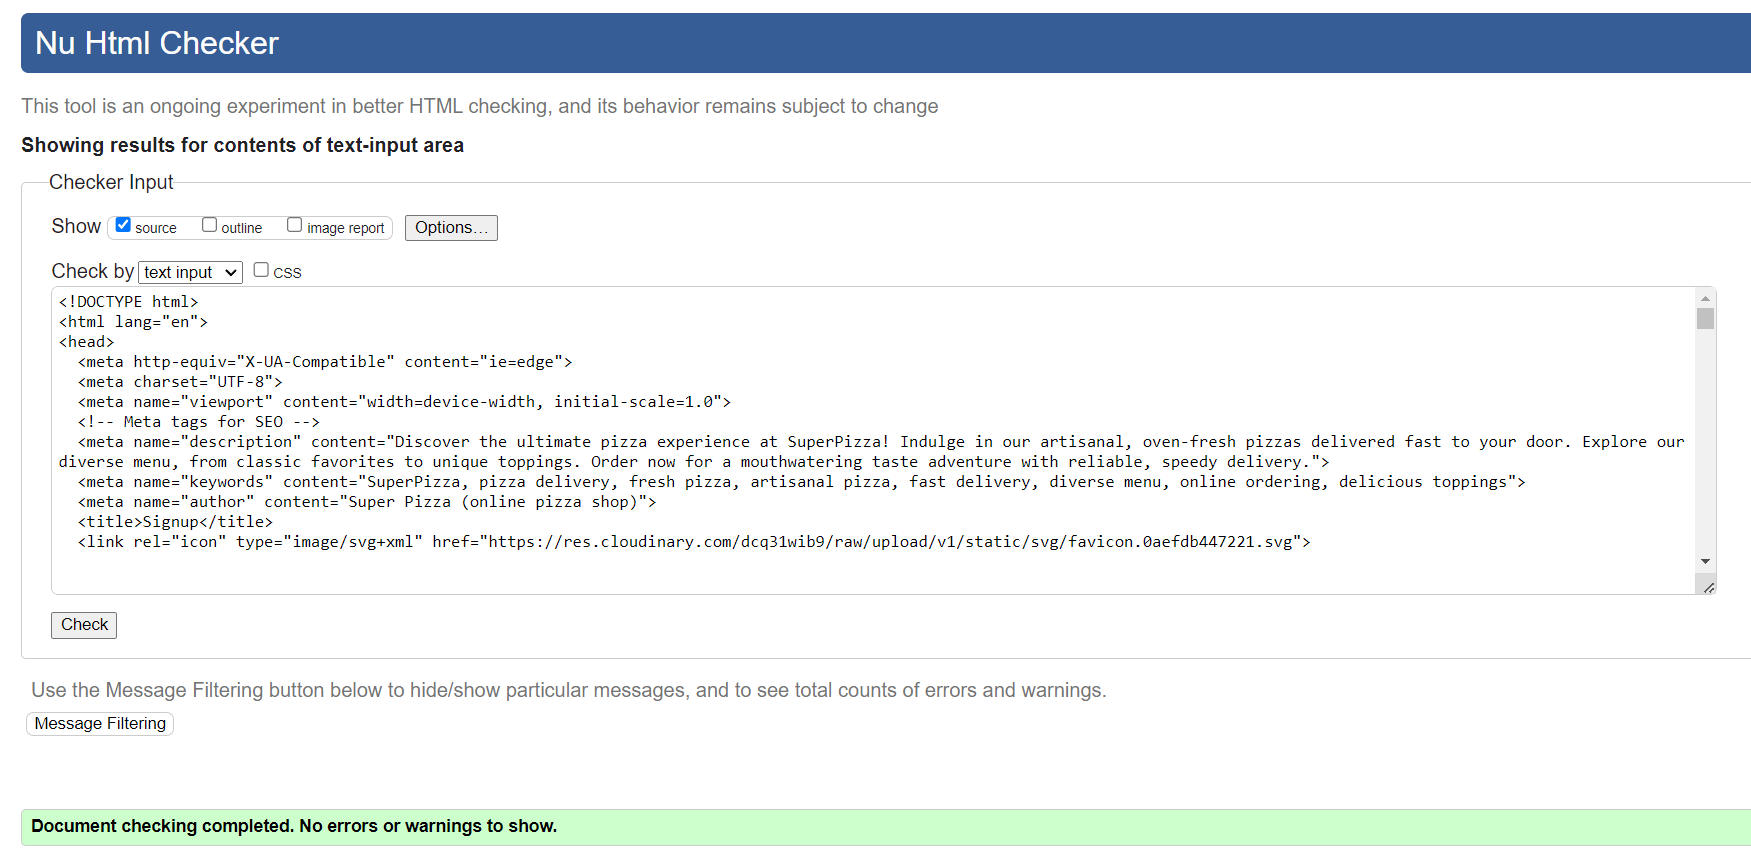 Nu Html Checker
This tool is an ongoing experiment in better HTML checking, and its behavior remains subject to change
Showing results for contents of text-input area
Checker Input
Show source outline image report Options...
Check by text input CSS
<!DOCTYPE html>
<html lang="en">
<head>
  <meta http-equiv="X-UA-Compatible" content="ie=edge">
  <meta charset="UTF-8">
  <meta name="viewport" content="width=device-width, initial-scale=1.0">
  <!-- Meta tags for SEO -->
  <meta name="description" content="Discover the ultimate pizza experience at SuperPizza! Indulge in our artisanal, oven-fresh pizzas delivered fast to your door. Explore our
diverse menu, from classic favorites to unique toppings. Order now for a mouthwatering taste adventure with reliable, speedy delivery.">
  <meta name="keywords" content="SuperPizza, pizza delivery, fresh pizza, artisanal pizza, fast delivery, diverse menu, online ordering, delicious toppings">
  <meta name="author" content="Super Pizza (online pizza shop)">
  <title>Signup</title>
  <link rel="icon" type="image/svg+xml" href="https://res.cloudinary.com/dcq31wib9/raw/upload/v1/static/svg/favicon.0aefdb447221.svg">
Check
Use the Message Filtering button below to hide/show particular messages, and to see total counts of errors and warnings.
Message Filtering
Document checking completed. No errors or warnings to show.